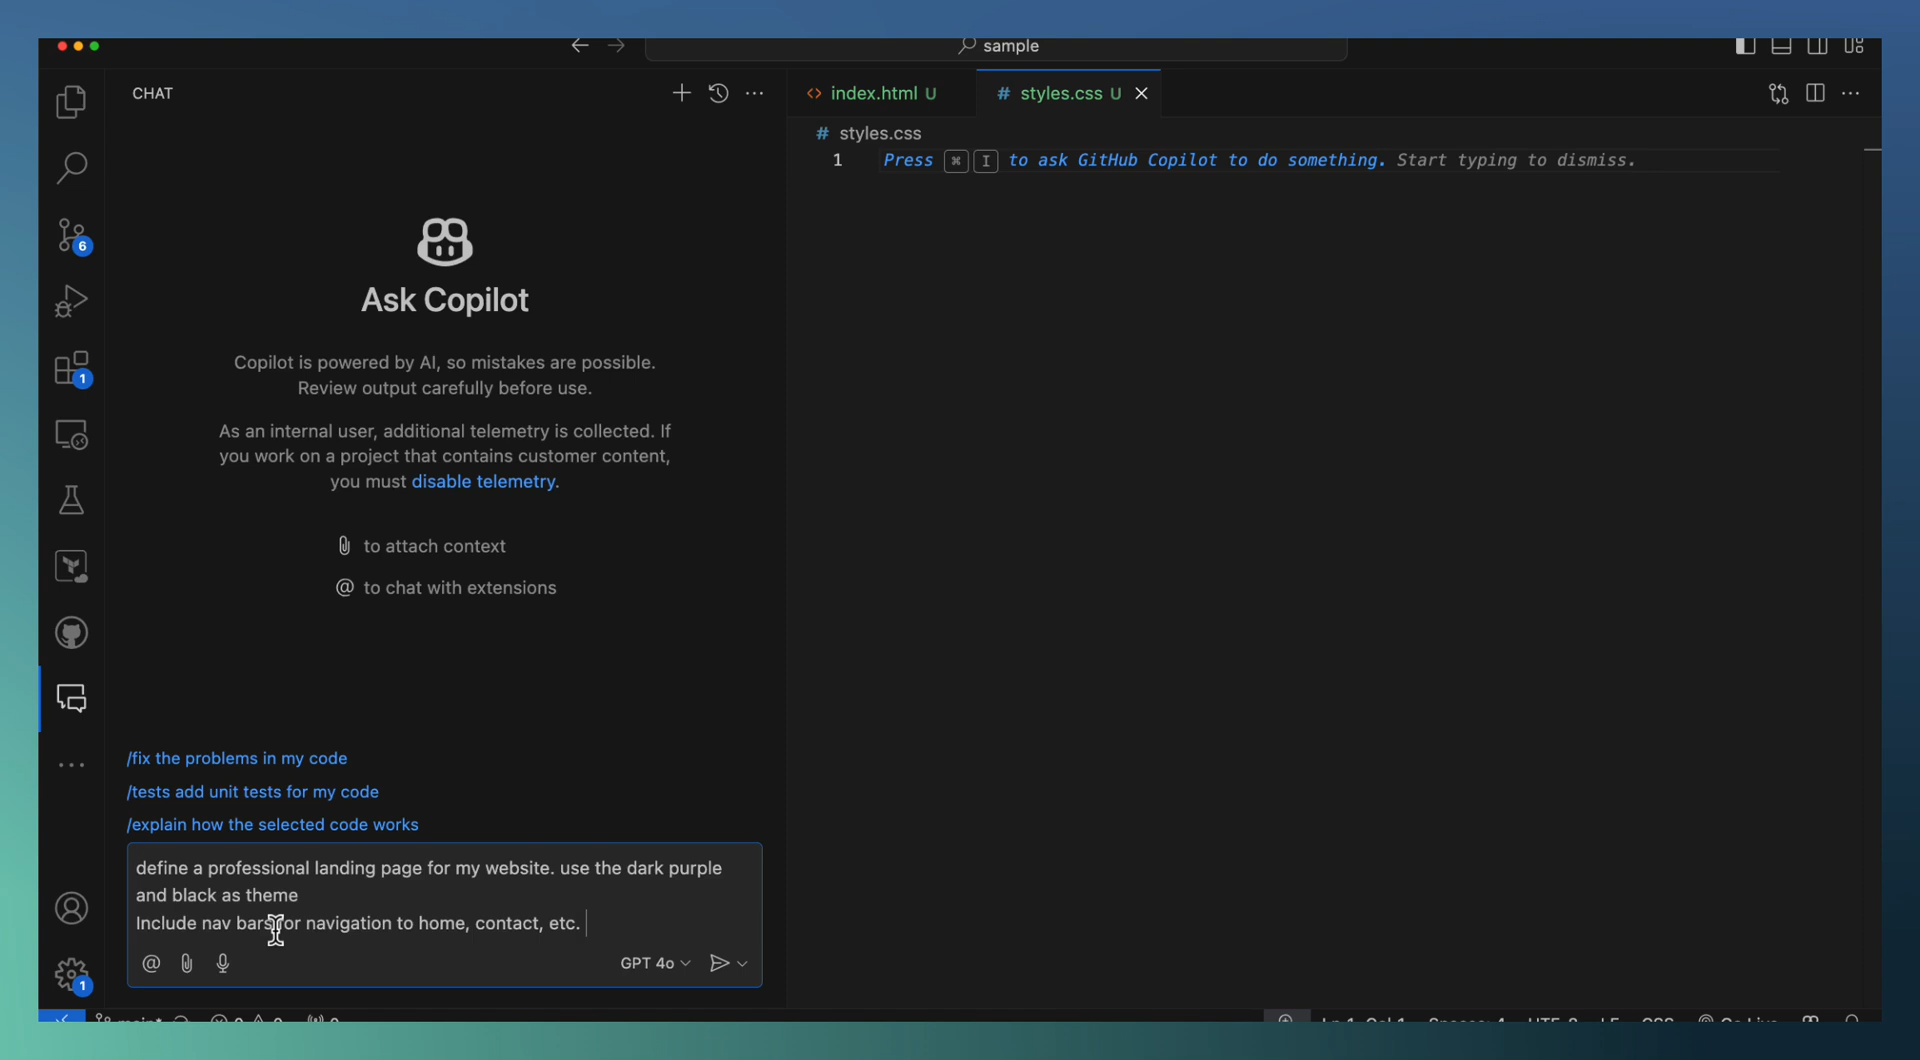 sample
CHAT
index.html U
# styles.css U
# styles.css
1
Press ⌘ I to ask GitHub Copilot to do something. Start typing to dismiss.
6
1
Ask Copilot
Copilot is powered by AI, so mistakes are possible.
Review output carefully before use.
As an internal user, additional telemetry is collected. If
you work on a project that contains customer content,
you must disable telemetry.
to attach context
@ to chat with extensions
/fix the problems in my code
/tests add unit tests for my code
/explain how the selected code works
define a professional landing page for my website. use the dark purple
and black as theme
Include nav bars for navigation to home, contact, etc.
@
GPT 4o
1